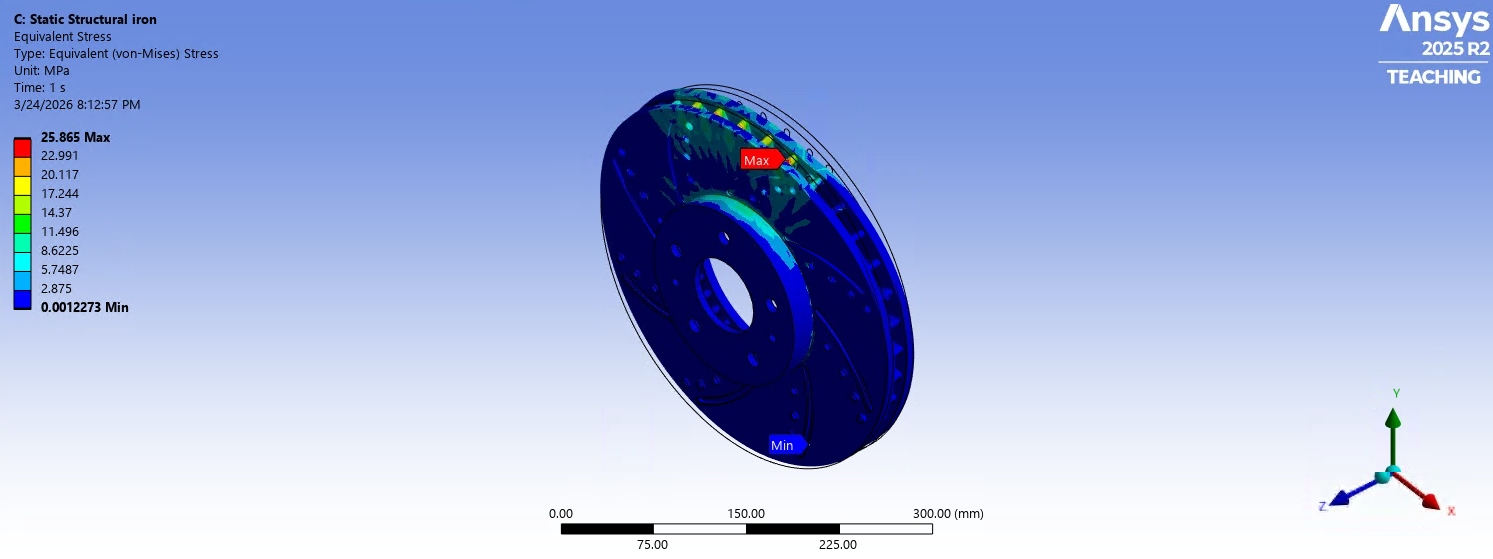 C: Static Structural iron
Equivalent Stress
Type: Equivalent (von-Mises) Stress
Unit: MPa
Time: 1 s
3/24/2026 8:12:57 PM
25.865 Max
22.991
20.117
17.244
14.37
11.496
8.6225
5.7487
2.875
0.0012273 Min
Ansys
2025 R2
TEACHING
Max
Min
0.00 150.00 300.00 (mm)
75.00 225.00
Y
Z X